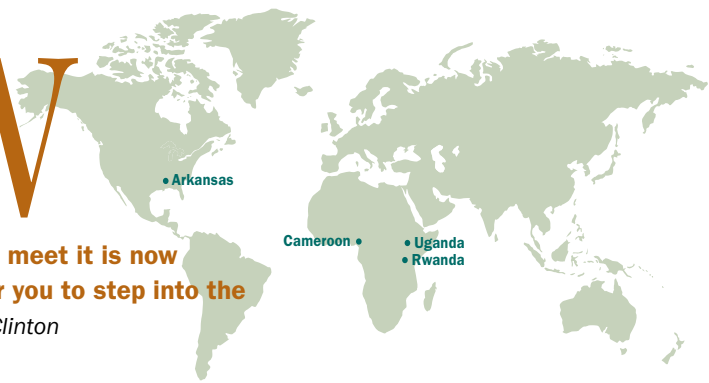 W
Arkansas
Cameroon
Uganda
Rwanda
meet it is now
you to step into the
Clinton